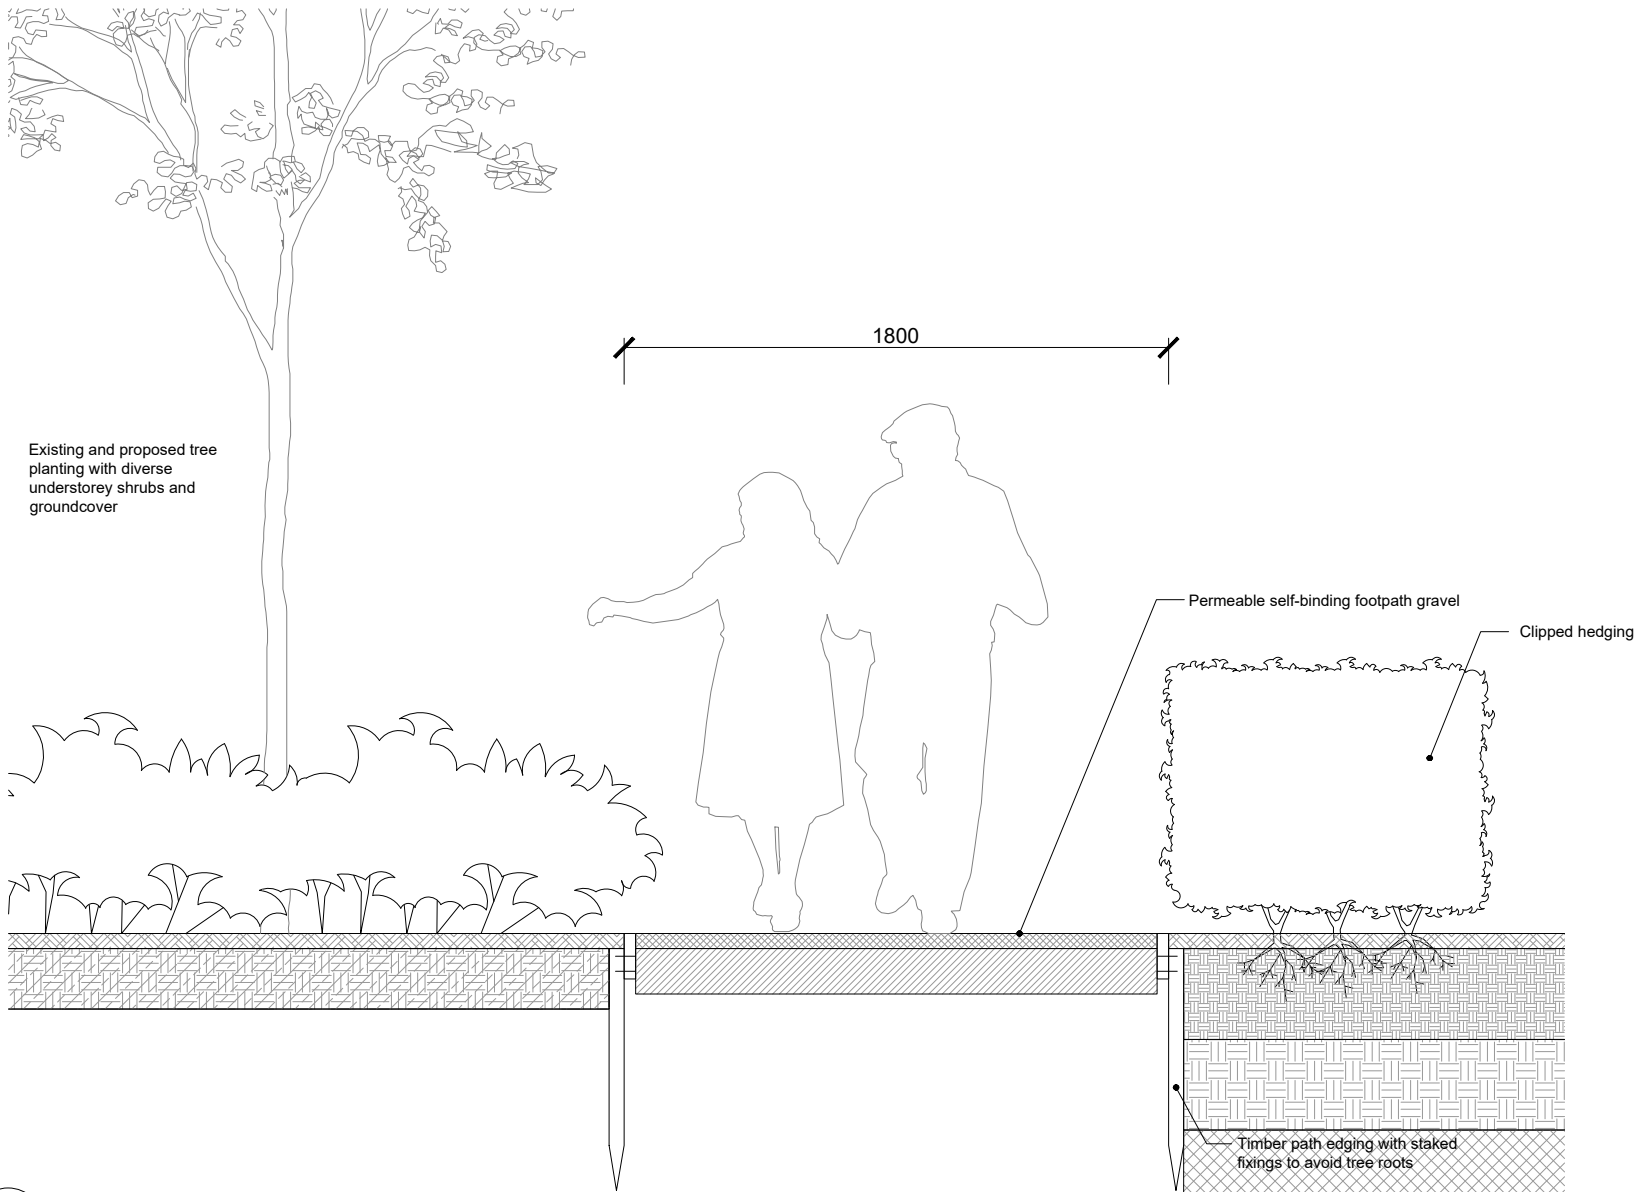 1800
Existing and proposed tree
planting with diverse
understorey shrubs and
groundcover
Permeable self-binding footpath gravel
Clipped hedging
Timber path edging with staked
fixings to avoid tree roots